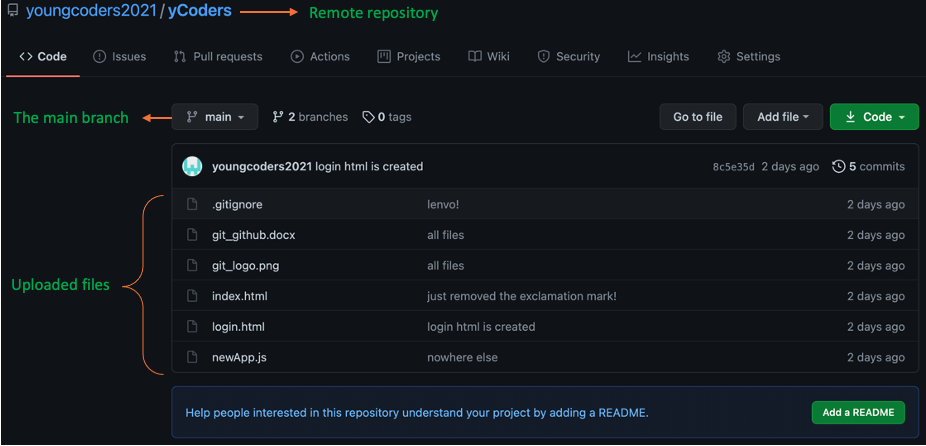 youngcoders2021 / yCoders Remote repository
Code Issues Pull requests Actions Projects Wiki Security Insights Settings
The main branch main 2 branches 0 tags Go to file Add file Code
youngcoders2021 login html is created 8c5e35d 2 days ago 5 commits
.gitignore lenvo! 2 days ago
git_github.docx all files 2 days ago
git_logo.png all files 2 days ago
Uploaded files
index.html just removed the exclamation mark! 2 days ago
login.html login html is created 2 days ago
newApp.js nowhere else 2 days ago
Help people interested in this repository understand your project by adding a README. Add a README